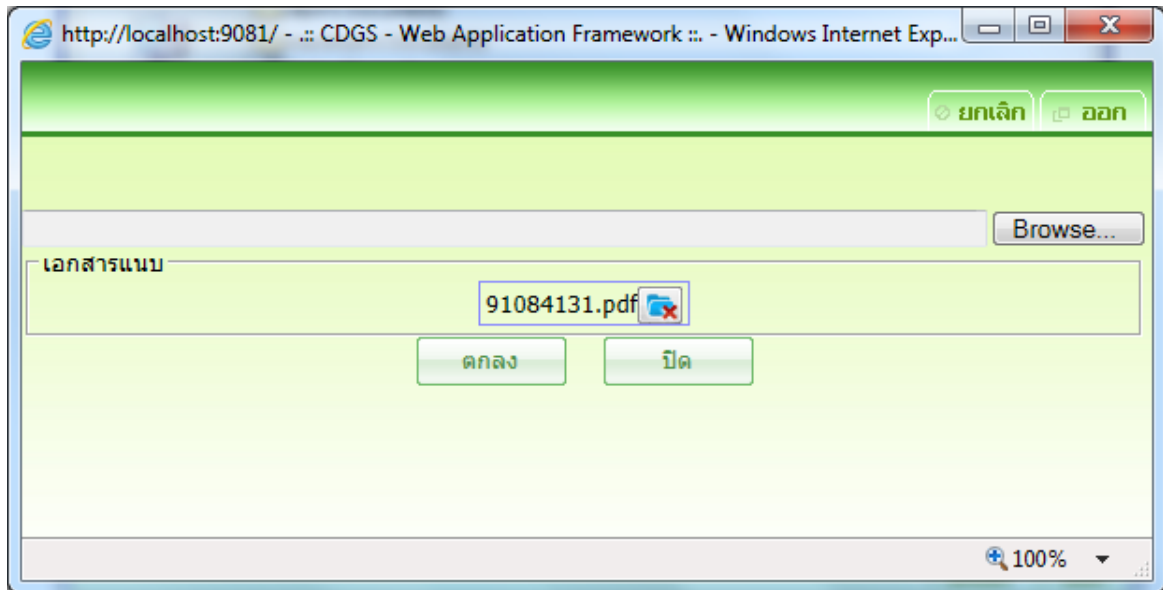 http://localhost:9081/ - .:: CDGS - Web Application Framework ::. - Windows Internet Exp...
ยกเลิก ออก
Browse...
เอกสารแนบ
91084131.pdf
ตกลง ปิด
100%